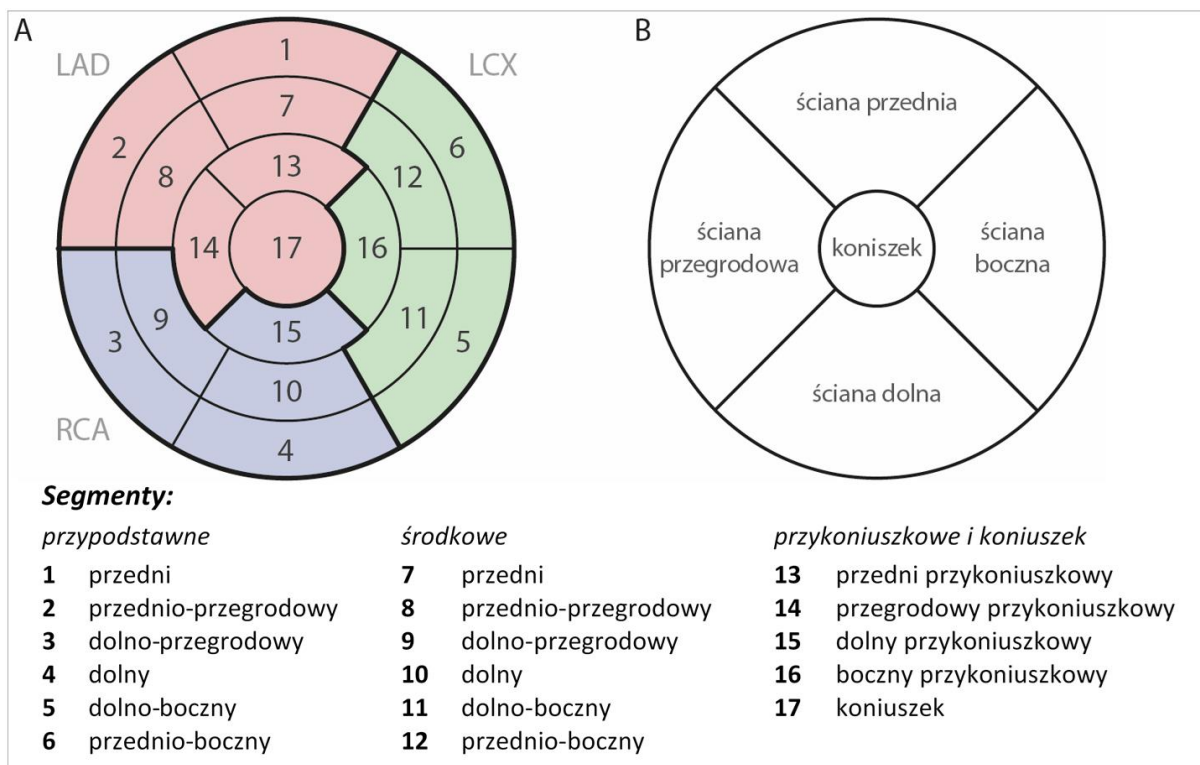 A
LAD
LCX
1
2
7
6
8
13
12
14
17
16
9
15
11
3
10
5
RCA
4
B
ściana przednia
ściana
przegrodowa
koniszek
ściana
boczna
ściana dolna
Segmenty:
przypodstawne
1 przedni
2 przednio-przegrodowy
3 dolno-przegrodowy
4 dolny
5 dolno-boczny
6 przednio-boczny
środkowe
7 przedni
8 przednio-przegrodowy
9 dolno-przegrodowy
10 dolny
11 dolno-boczny
12 przednio-boczny
przykoniuszkowe i koniuszek
13 przedni przykoniuszkowy
14 przegrodowy przykoniuszkowy
15 dolny przykoniuszkowy
16 boczny przykoniuszkowy
17 koniuszek